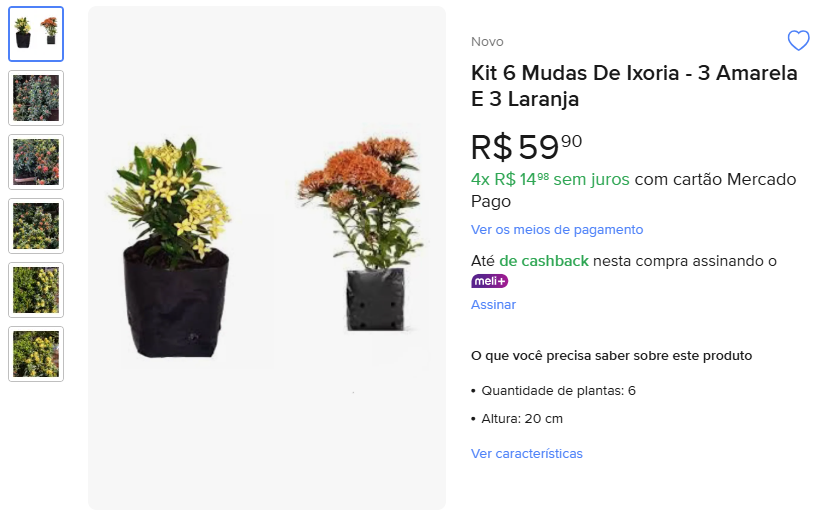 Novo
Kit 6 Mudas De Ixoria - 3 Amarela
E 3 Laranja
R$ 59 90
4x R$ 14 98 sem juros com cartão Mercado
Pago
Ver os meios de pagamento
Até de cashback nesta compra assinando o
meli+
Assinar
O que você precisa saber sobre este produto
• Quantidade de plantas: 6
• Altura: 20 cm
Ver características